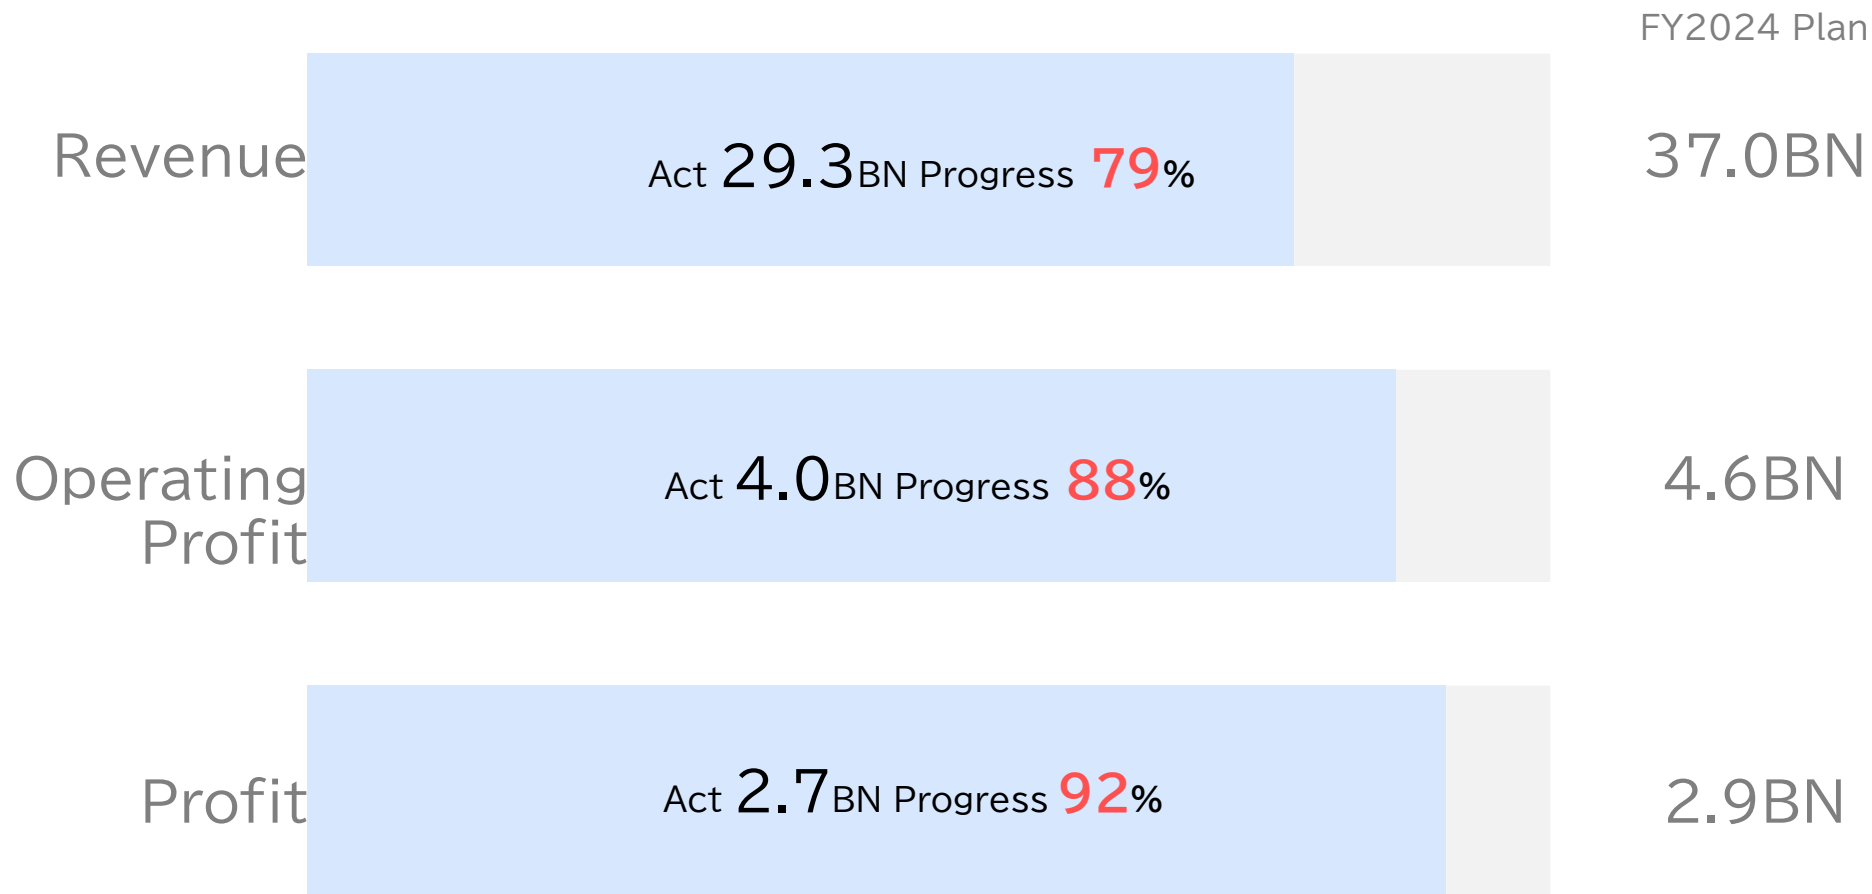 FY2024 Plan
Revenue
Act 29.3BN Progress 79%
37.0BN
Operating
Profit
Act 4.0BN Progress 88%
4.6BN
Profit
Act 2.7BN Progress 92%
2.9BN